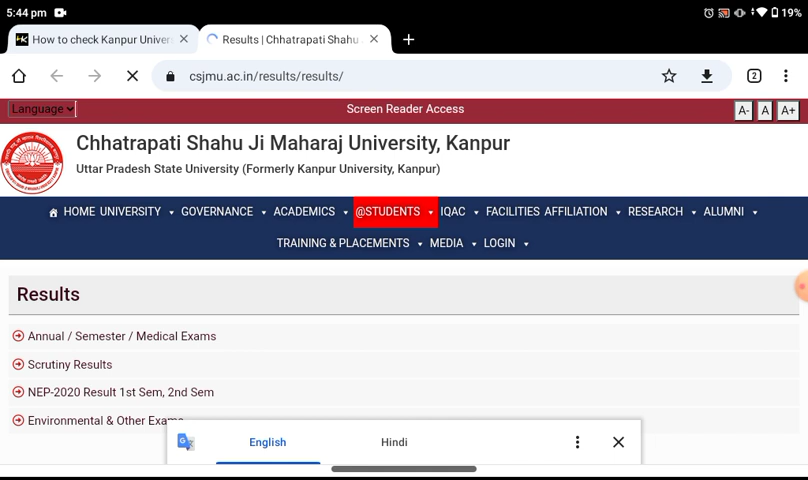 5:44 pm
19%
How to check Kanpur Univer
Results | Chhatrapati Shahu
csjmu.ac.in/results/results/
2
Language
Screen Reader Access
A-
A
A+
Chhatrapati Shahu Ji Maharaj University, Kanpur
Uttar Pradesh State University (Formerly Kanpur University, Kanpur)
HOME UNIVERSITY GOVERNANCE ACADEMICS @STUDENTS IQAC FACILITIES AFFILIATION RESEARCH ALUMNI
TRAINING & PLACEMENTS MEDIA LOGIN
Results
Annual / Semester / Medical Exams
Scrutiny Results
NEP-2020 Result 1st Sem, 2nd Sem
Environmental & Other Exams
English
Hindi